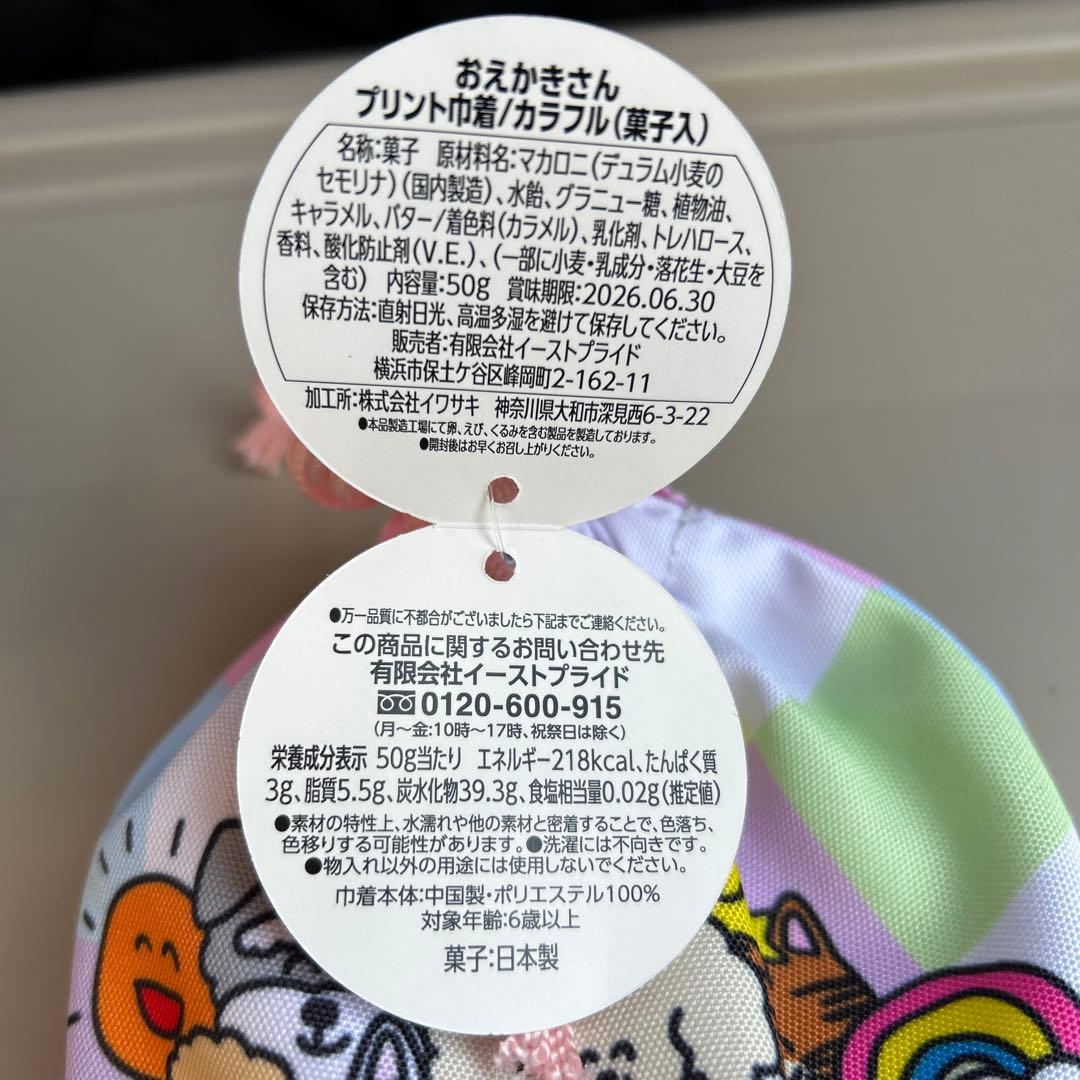 おえかきさん
プリント巾着/カラフル(菓子入)
名称:菓子 原材料名:マカロニ(デュラム小麦の
セモリナ)(国内製造)、水飴、グラニュー糖、植物油、
キャラメル、バター/着色料(カラメル)、乳化剤、トレハロース、
香料、酸化防止剤(V.E.)、(一部に小麦・乳成分・落花生・大豆を
含む) 内容量:50g 賞味期限:2026.06.30
保存方法:直射日光、高温多湿を避けて保存してください。
販売者:有限会社イーストプライド
横浜市保土ケ谷区峰岡町2-162-11
加工所:株式会社イワサキ 神奈川県大和市深見西6-3-22
●本品製造工場にて卵、えび、くるみを含む製品を製造しております。
●開封後はお早くお召し上がりください。
●万一品質に不都合がございましたら下記までご連絡ください。
この商品に関するお問い合わせ先
有限会社イーストプライド
0120-600-915
(月～金:10時～17時、祝祭日は除く)
栄養成分表示 50g当たり エネルギー218kcal、たんぱく質
3g、脂質5.5g、炭水化物39.3g、食塩相当量0.02g(推定値)
●素材の特性上、水濡れや他の素材と密着することで、色落ち、
色移りする可能性があります。●洗濯には不向きです。
●物入れ以外の用途には使用しないでください。
巾着本体:中国製・ポリエステル100%
対象年齢:6歳以上
菓子:日本製